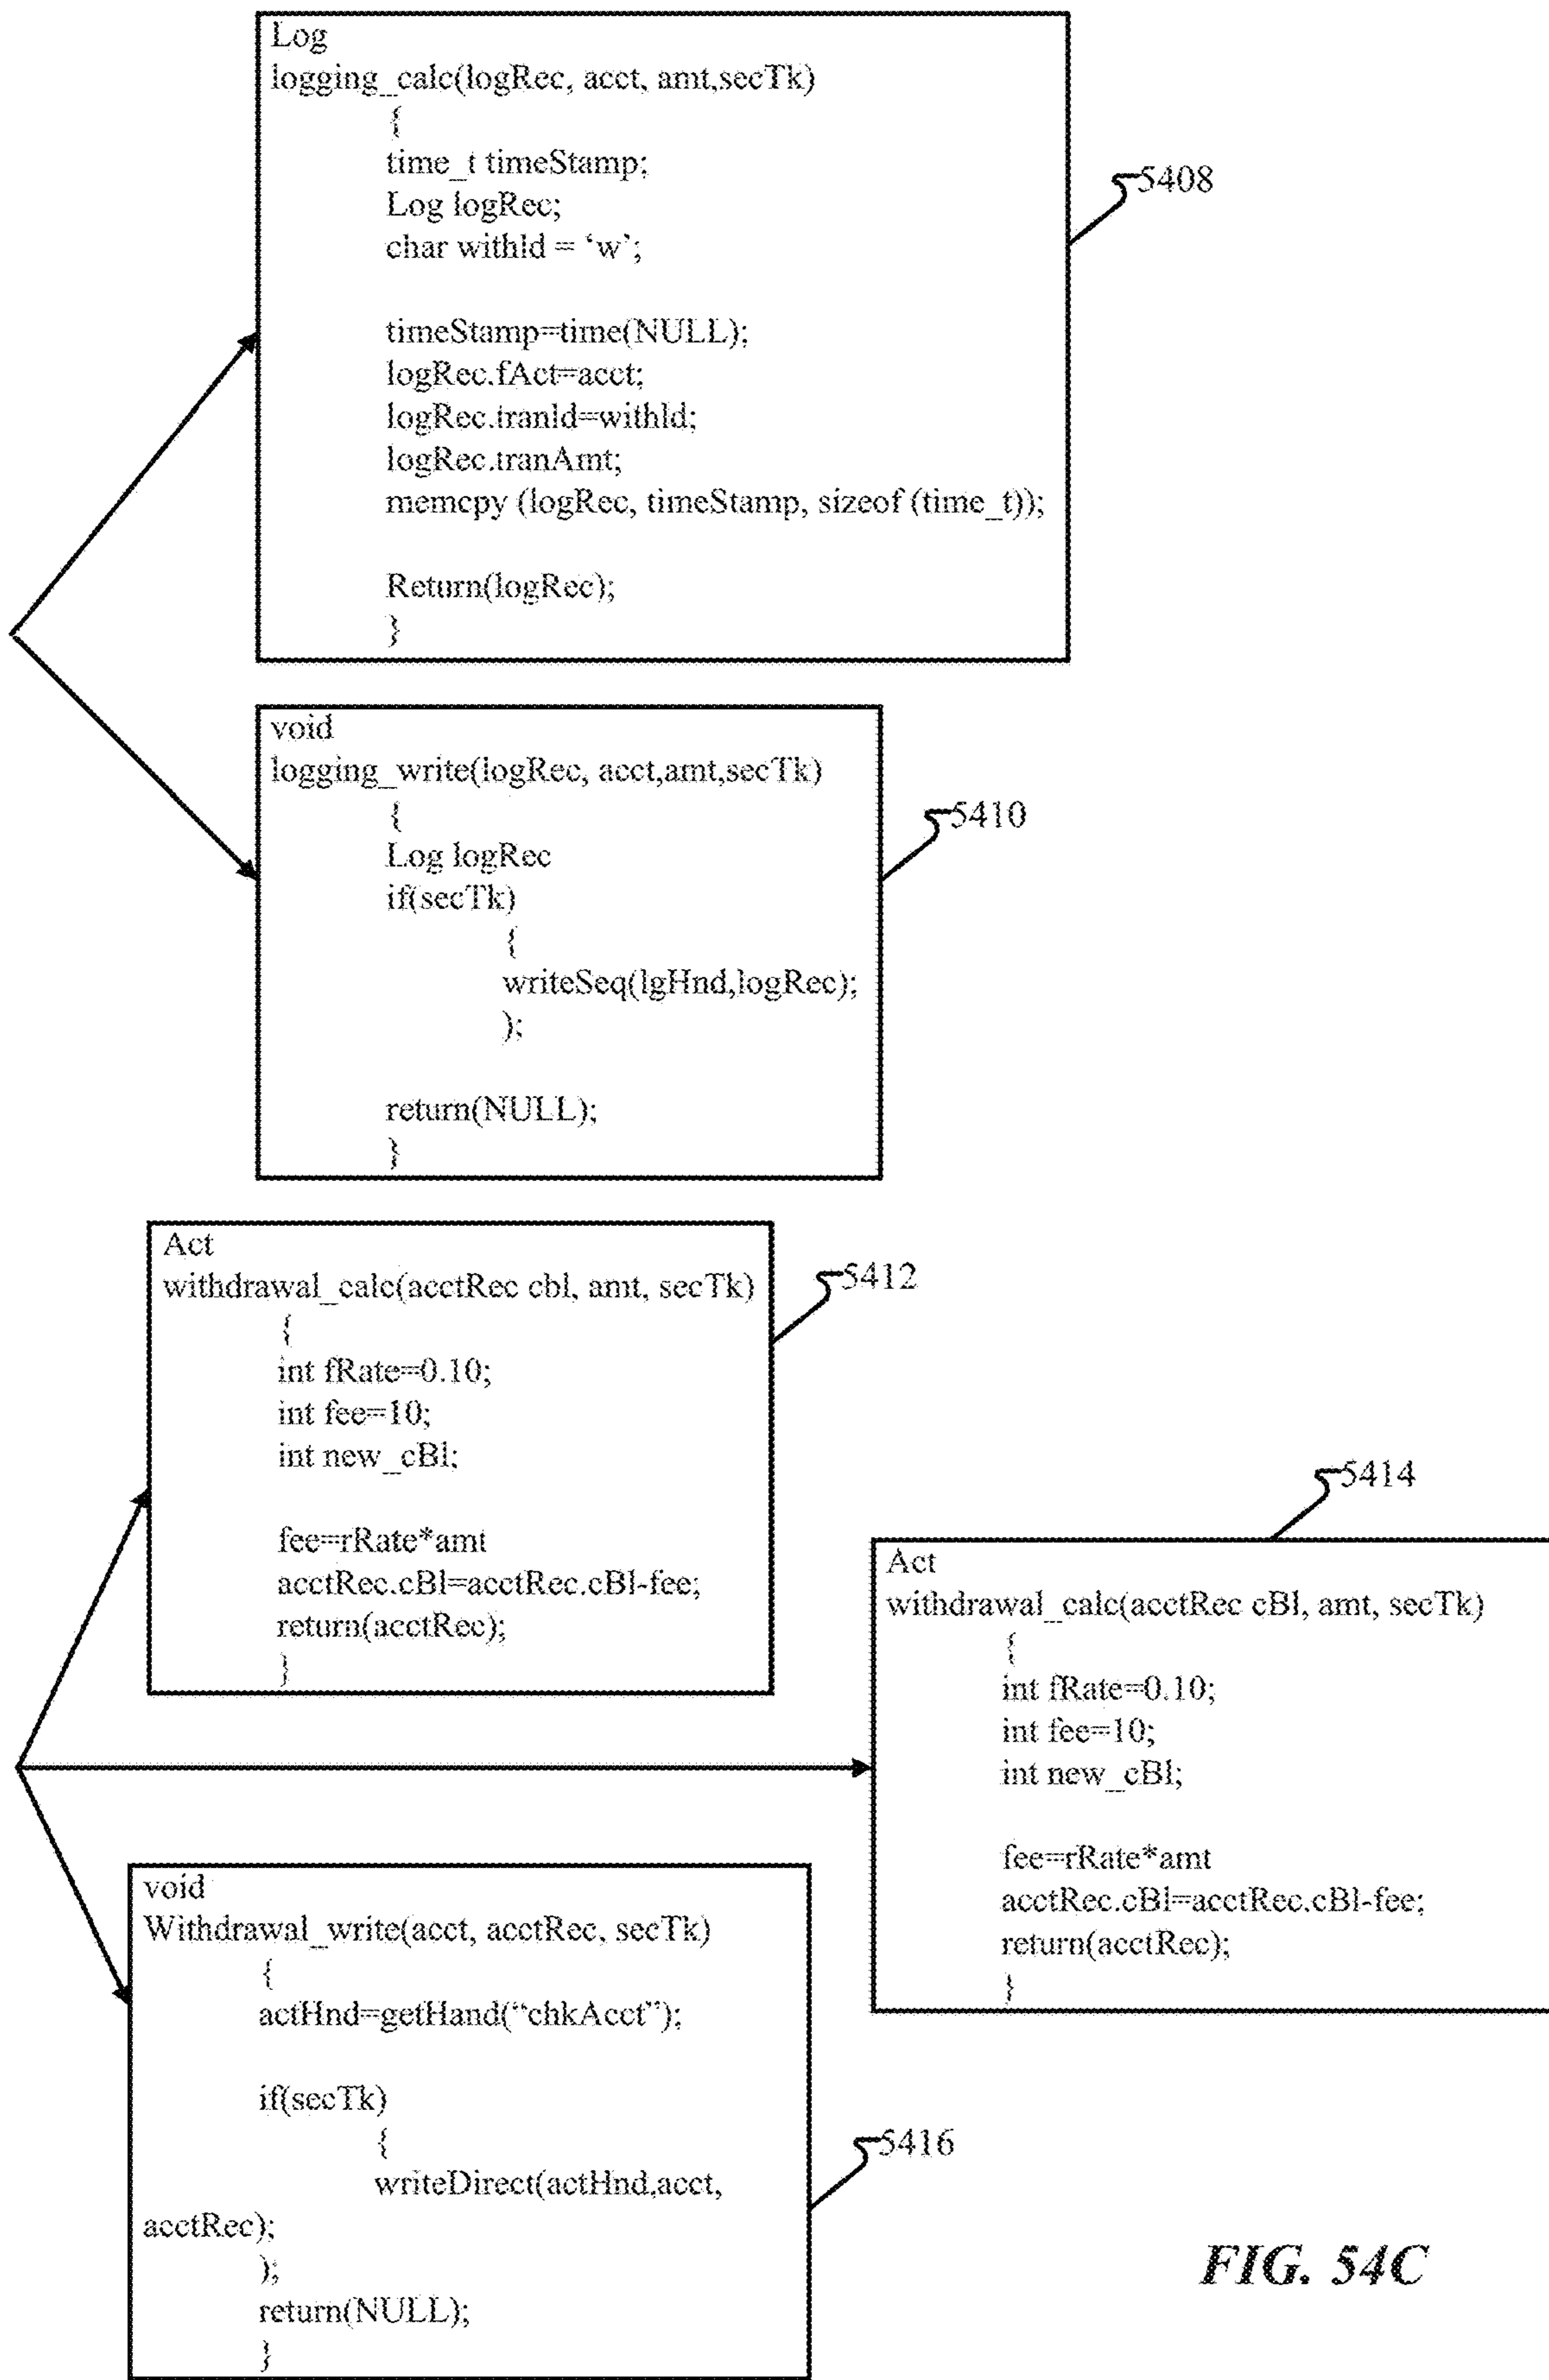 Log
logging_calc(logRec, acct, amt,secTk)
{
time_t timeStamp;
Log logRec;
char withId = ‘w’;
timeStamp=time(NULL);
logRec.fAct=acct;
logRec.tranId=withId;
logRec.tranAmt;
memcpy (logRec, timeStamp, sizeof (time_t));
Return(logRec);
}
5408
void
logging_write(logRec, acct,amt,secTk)
{
Log logRec
if(secTk)
{
writeSeq(lgHnd,logRec);
);
return(NULL);
}
5410
Act
withdrawal_calc(acctRec cbl, amt, secTk)
{
int fRate=0.10;
int fee=10;
int new_cBl;
fee=rRate*amt
acctRec.cBl=acctRec.cBl-fee;
return(acctRec);
}
5412
5414
Act
withdrawal_calc(acctRec cBl, amt, secTk)
{
int fRate=0.10;
int fee=10;
int new_cBl;
fee=rRate*amt
acctRec.cBl=acctRec.cBl-fee;
return(acctRec);
}
void
Withdrawal_write(acct, acctRec, secTk)
{
actHnd=getHand(“chkAcct”);
if(secTk)
{
writeDirect(actHnd,acct,
acctRec);
);
return(NULL);
}
5416
FIG. 54C